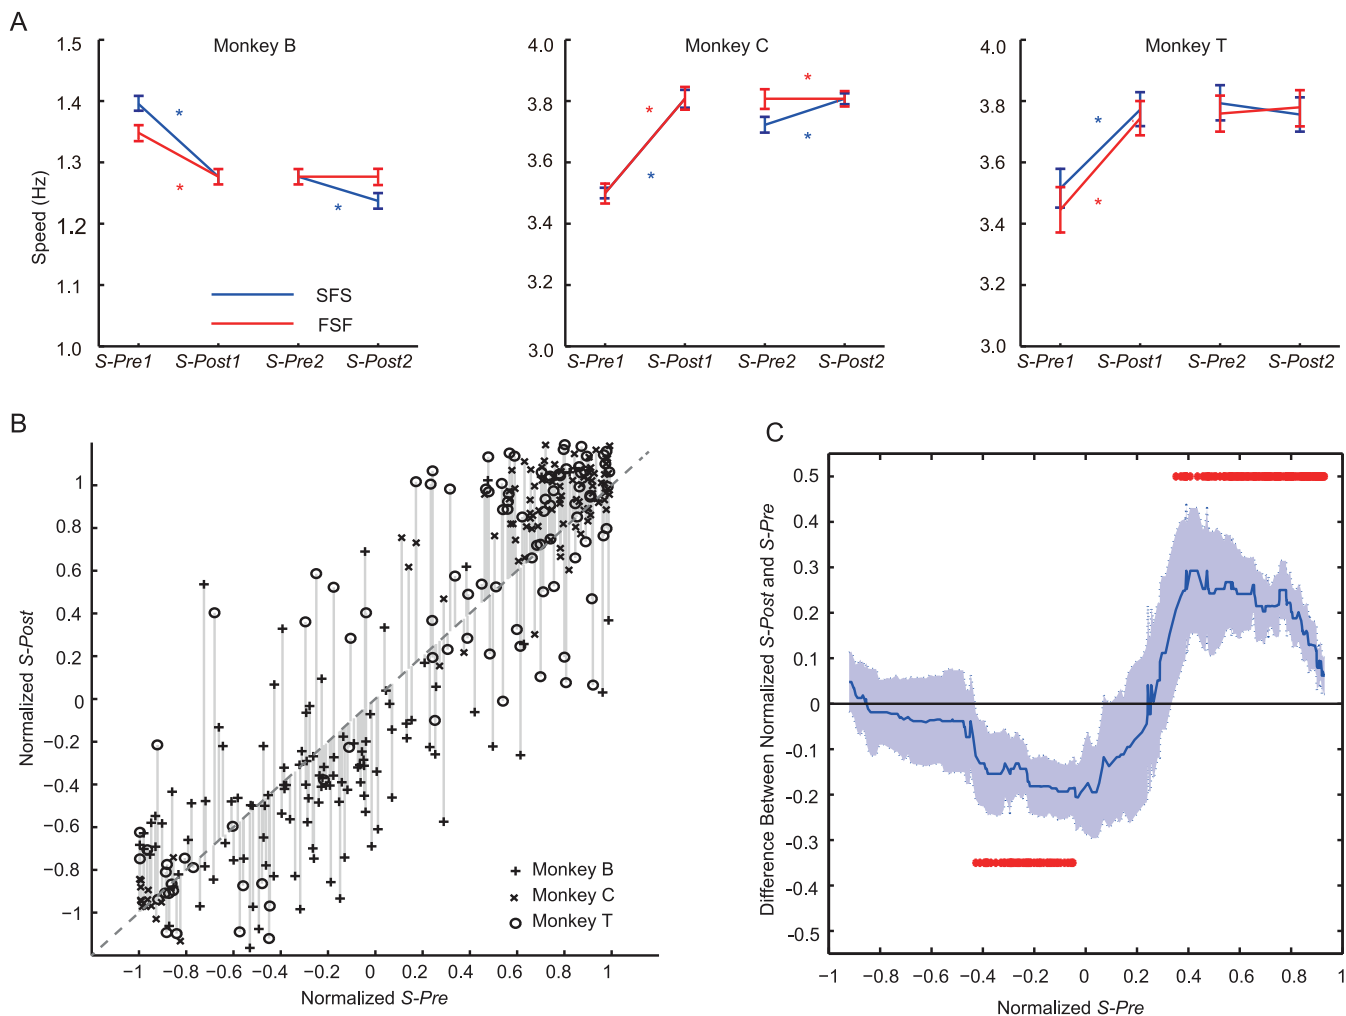 A
Monkey B
Monkey C
Monkey T
Speed (Hz)
1.5
1.4
1.3
1.2
1.1
1.0
*
*
*
SFS
FSF
S-Pre1 S-Post1 S-Pre2 S-Post2
4.0
3.8
3.6
3.4
3.2
3.0
*
*
*
*
S-Pre1 S-Post1 S-Pre2 S-Post2
4.0
3.8
3.6
3.4
3.2
3.0
*
*
S-Pre1 S-Post1 S-Pre2 S-Post2
B
Normalized S-Post
1
0.8
0.6
0.4
0.2
0
−0.2
−0.4
−0.6
−0.8
−1
Monkey B
Monkey C
Monkey T
−1 −0.8 −0.6 −0.4 −0.2 0 0.2 0.4 0.6 0.8 1
Normalized S-Pre
C
Difference Between Normalized S-Post and S-Pre
0.5
0.4
0.3
0.2
0.1
0
−0.1
−0.2
−0.3
−0.4
−0.5
−1 −0.8 −0.6 −0.4 −0.2 0 0.2 0.4 0.6 0.8 1
Normalized S-Pre